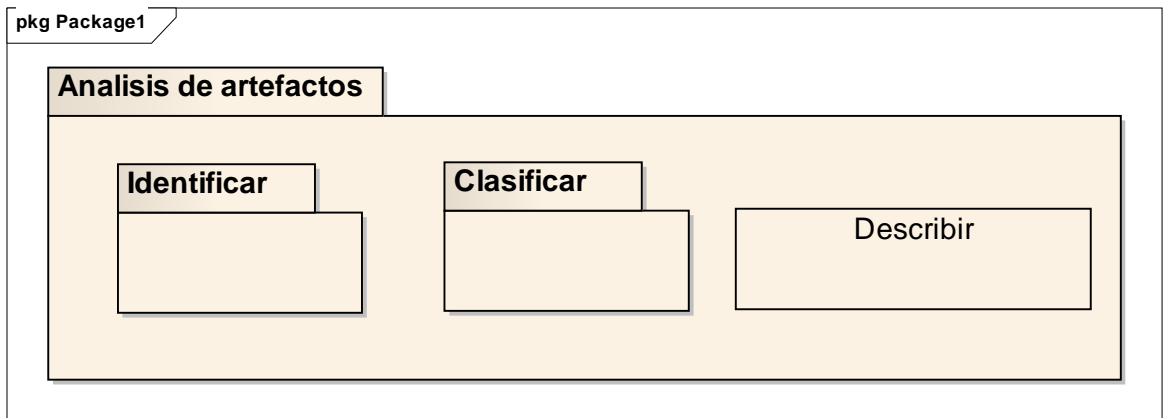 pkg Package1
Analisis de artefactos
Identificar
Clasificar
Describir